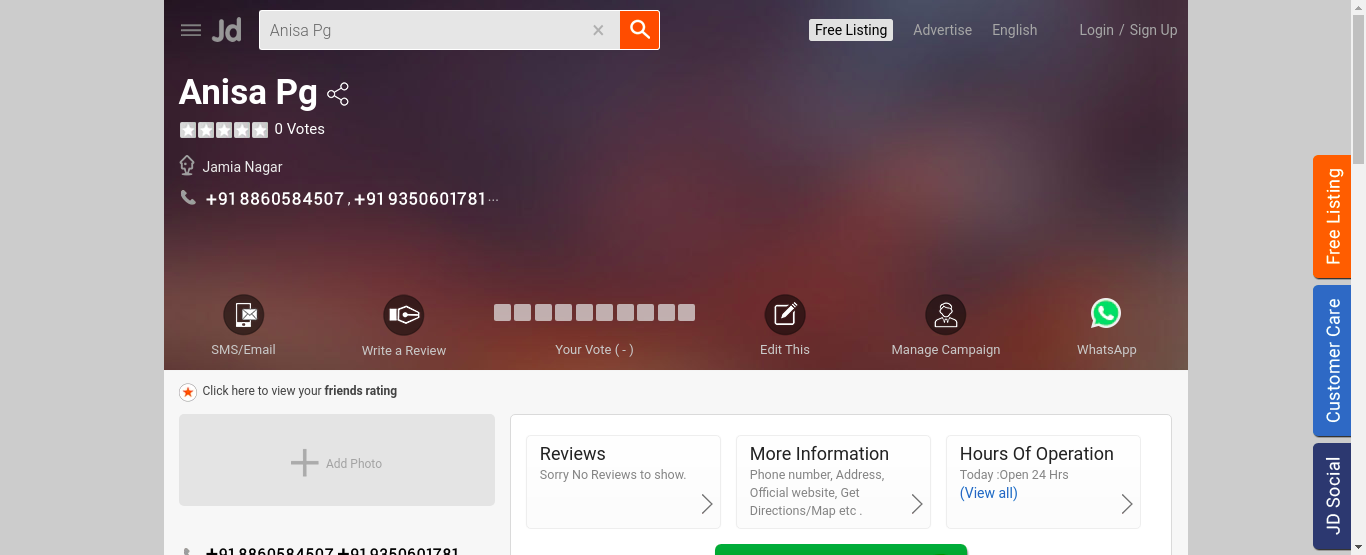 Jd Anisa Pg × Free Listing Advertise English Login / Sign Up
Anisa Pg
0 Votes
Jamia Nagar
+91 8860584507 , +91 9350601781 ...
SMS/Email Write a Review Your Vote ( - ) Edit This Manage Campaign WhatsApp
Click here to view your friends rating
Add Photo
Reviews
Sorry No Reviews to show.
More Information
Phone number, Address,
Official website, Get
Directions/Map etc .
Hours Of Operation
Today :Open 24 Hrs
(View all)
+91 8860584507 +91 9350601781
Free Listing
Customer Care
JD Social